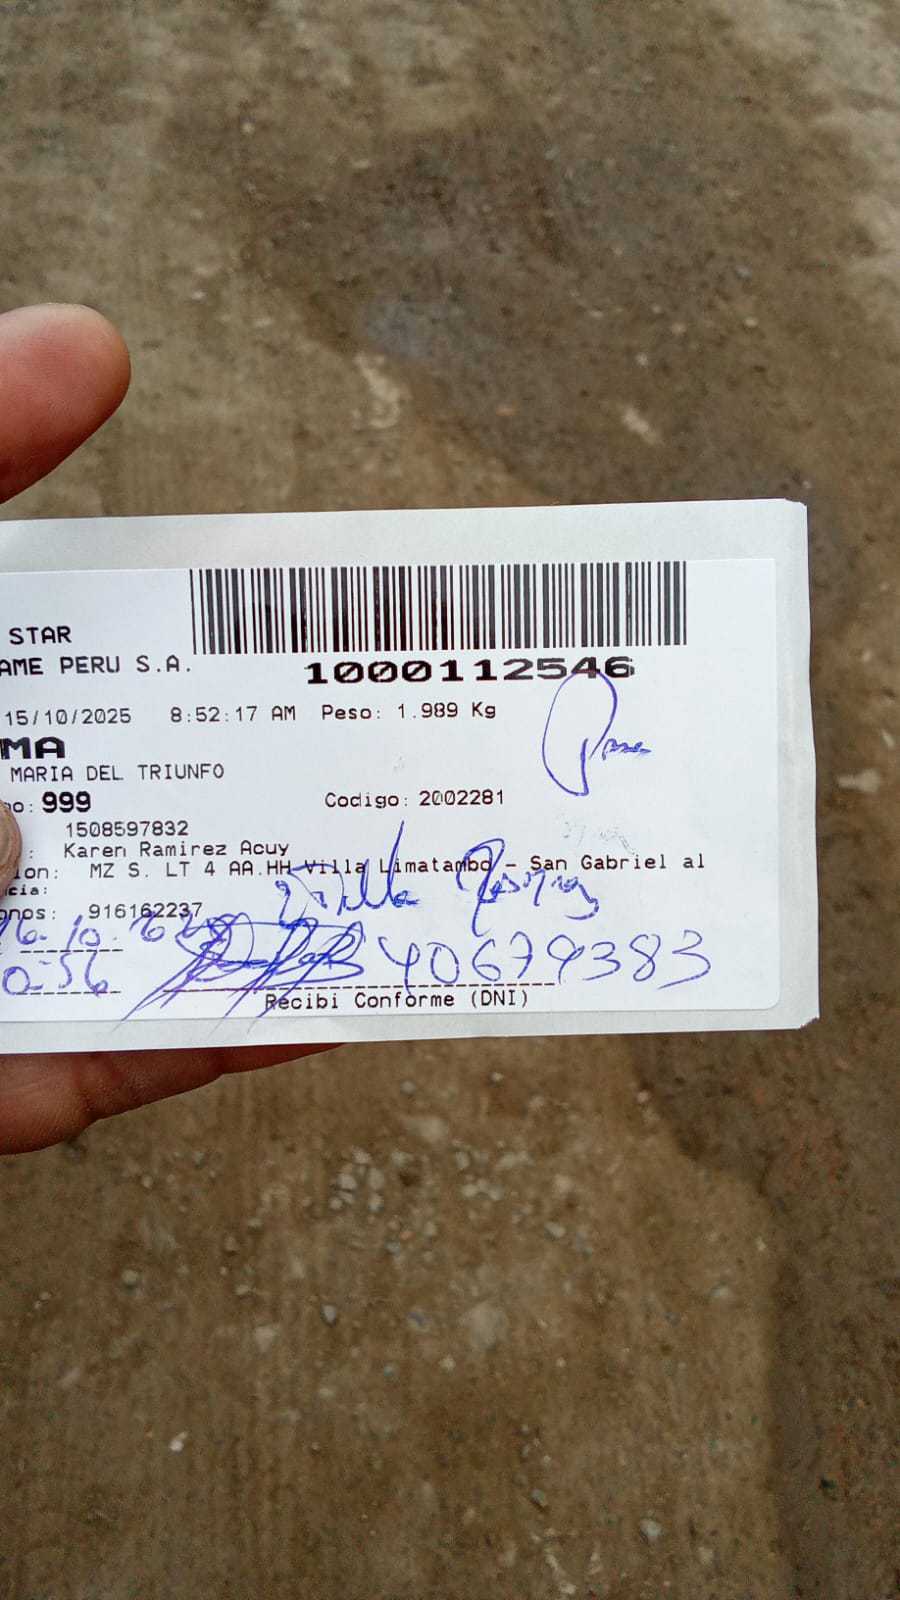 STAR
AME PERU S.A.
1000112546
15/10/2025 8:52:17 AM Peso: 1.989 Kg
MA
MARIA DEL TRIUNFO
no: 999 Codigo: 2002281
1508597832
: Karen Ramirez Acuy
ion: MZ S. LT 4 AA.HH Villa Limatambo - San Gabriel al
cia:
onos: 916162237
40679383
Recibi Conforme (DNI)